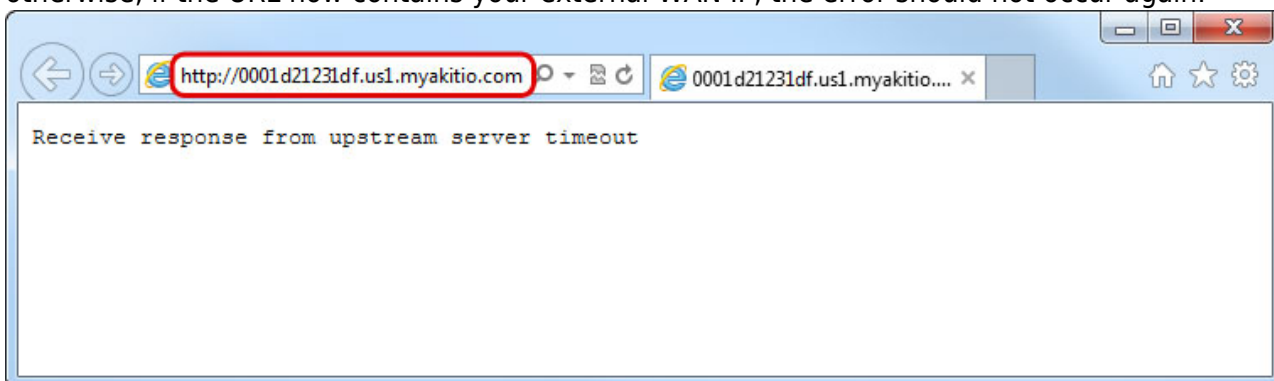 otherwise, if the URL now contains your external WAN IP, the error should not occur again.
http://0001d21231df.us1.myakitio.com
0001d21231df.us1.myakitio....
Receive response from upstream server timeout